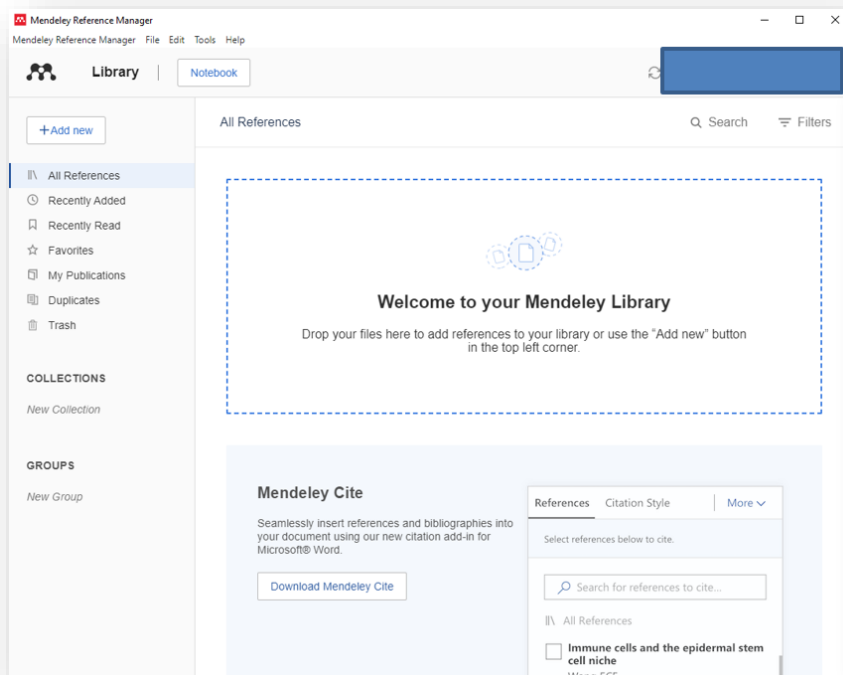 Mendeley Reference Manager
Mendeley Reference Manager File Edit Tools Help
Library
Notebook
+Add new
All References
Search
Filters
All References
Recently Added
Recently Read
Favorites
My Publications
Duplicates
Trash
COLLECTIONS
New Collection
GROUPS
New Group
Welcome to your Mendeley Library
Drop your files here to add references to your library or use the “Add new” button
in the top left corner.
Mendeley Cite
Seamlessly insert references and bibliographies into
your document using our new citation add-in for
Microsoft® Word.
Download Mendeley Cite
References Citation Style More
Select references below to cite.
Search for references to cite...
All References
Immune cells and the epidermal stem
cell niche